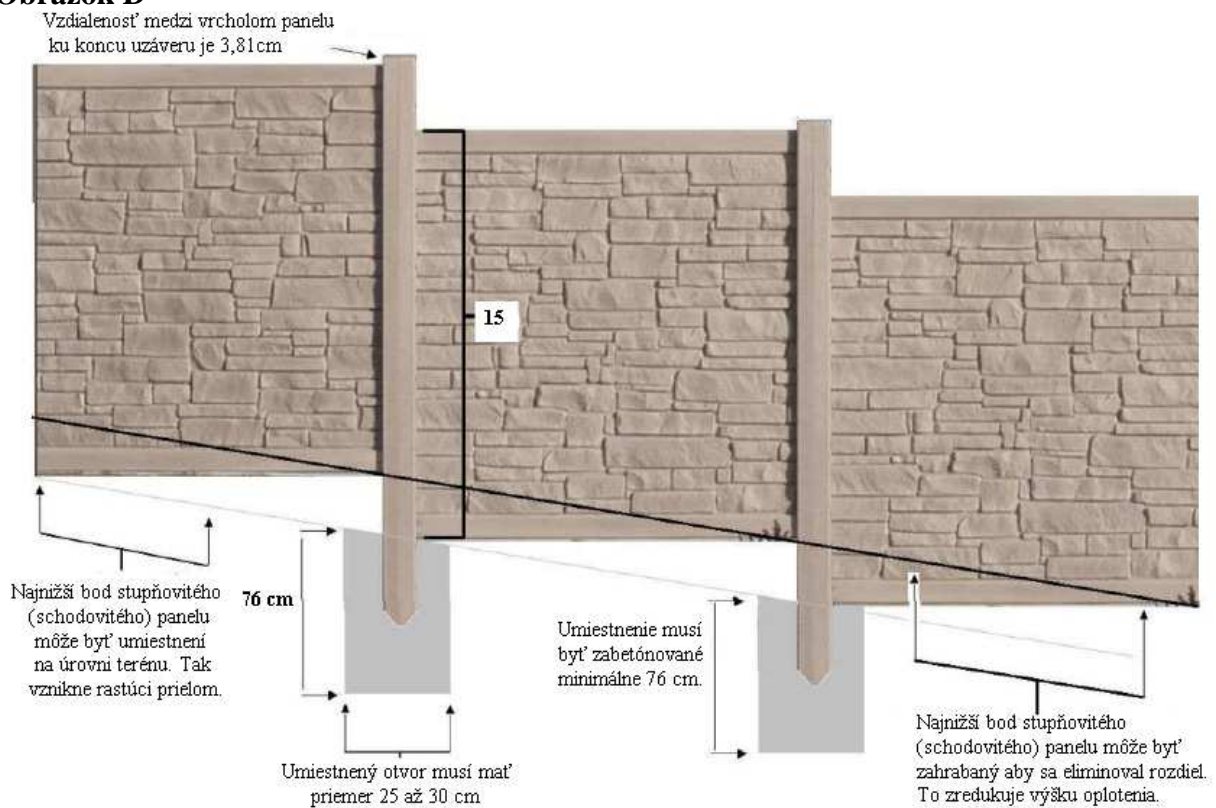 Obrázok D
Vzdialenosť medzi vrcholom panelu
ku koncu uzáveru je 3,81cm
15
Najnižší bod stupňovitého
(schodovitého) panelu
môže byť umiestnení
na úrovni terénu. Tak
vznikne rastúci prielom.
76 cm
Umiestnený otvor musí mať
priemer 25 až 30 cm
Umiestnenie musí
byť zabetónované
minimálne 76 cm.
Najnižší bod stupňovitého
(schodovitého) panelu môže byť
zahrabaný aby sa eliminoval rozdiel.
To zredukuje výšku oplotenia.